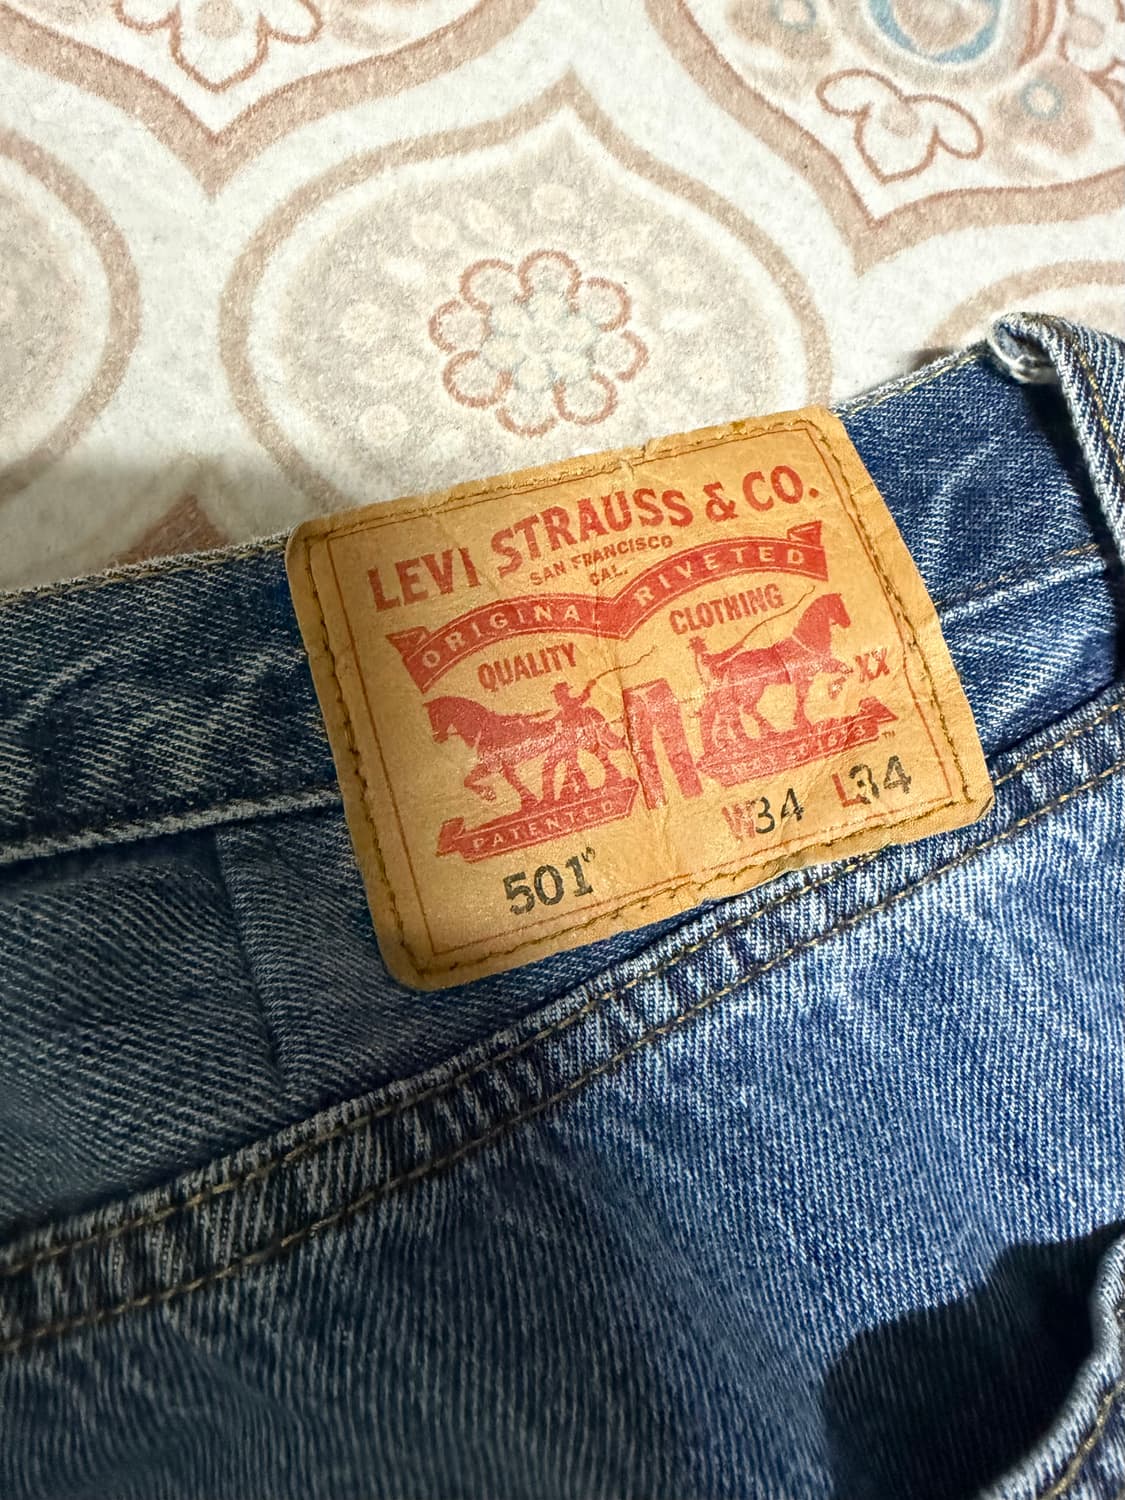 LEVI STRAUSS & CO.
SAN FRANCISCO
CAL.
ORIGINAL RIVETED
QUALITY CLOTHING
XX
PATENTED
501® W34 L34